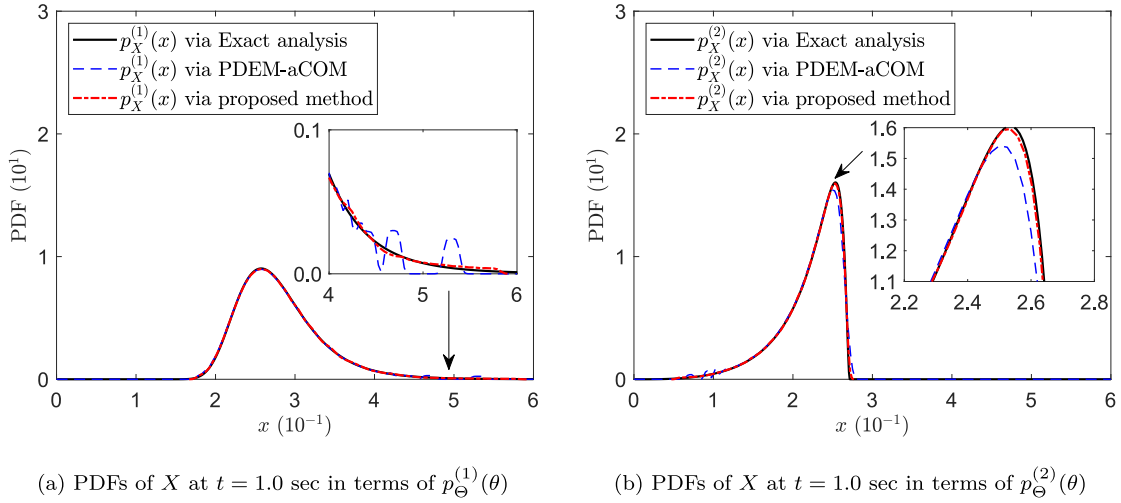 3
2
1
0
PDF (10¹)
p_X^{(1)}(x) via Exact analysis
p_X^{(1)}(x) via PDEM-aCOM
p_X^{(1)}(x) via proposed method
0.1
0.0
4 5 6
0 1 2 3 4 5 6
x (10⁻¹)
(a) PDFs of X at t = 1.0 sec in terms of p_Θ^{(1)}(θ)
3
2
1
0
PDF (10¹)
p_X^{(2)}(x) via Exact analysis
p_X^{(2)}(x) via PDEM-aCOM
p_X^{(2)}(x) via proposed method
1.6
1.5
1.4
1.3
1.2
1.1
2.2 2.4 2.6 2.8
0 1 2 3 4 5 6
x (10⁻¹)
(b) PDFs of X at t = 1.0 sec in terms of p_Θ^{(2)}(θ)